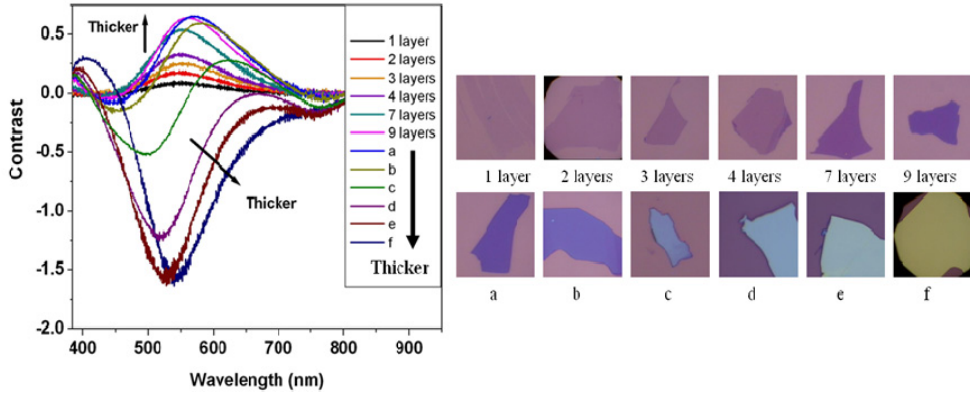 Thicker
1 layer
2 layers
3 layers
4 layers
7 layers
9 layers
a
b
c
d
e
f
Thicker
Thicker
0.5
0.0
-0.5
-1.0
-1.5
-2.0
Contrast
400 500 600 700 800 900
Wavelength (nm)
1 layer 2 layers 3 layers 4 layers 7 layers 9 layers
a b c d e f